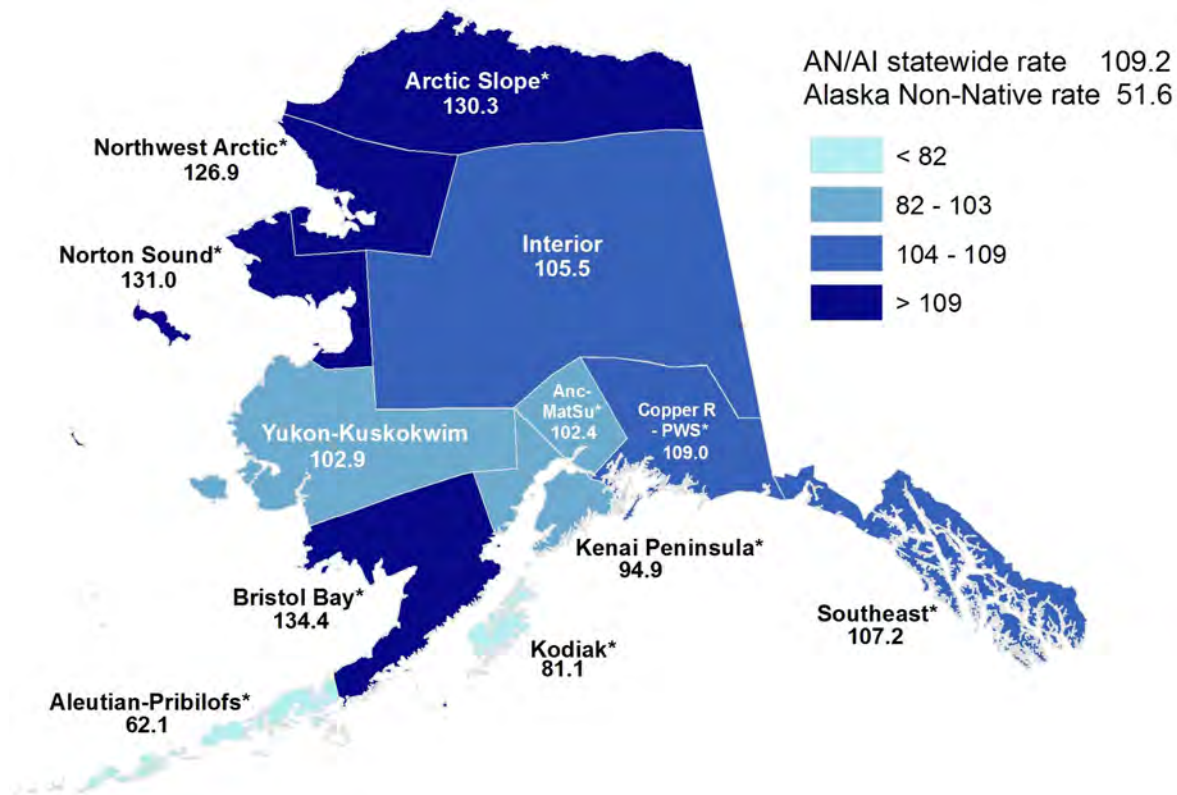 AN/AI statewide rate 109.2
Alaska Non-Native rate 51.6
< 82
82 - 103
104 - 109
> 109
Arctic Slope*
130.3
Northwest Arctic*
126.9
Norton Sound*
131.0
Interior
105.5
Anc-
MatSu*
102.4
Copper R
- PWS*
109.0
Yukon-Kuskokwim
102.9
Kenai Peninsula*
94.9
Bristol Bay*
134.4
Southeast*
107.2
Kodiak*
81.1
Aleutian-Pribilofs*
62.1